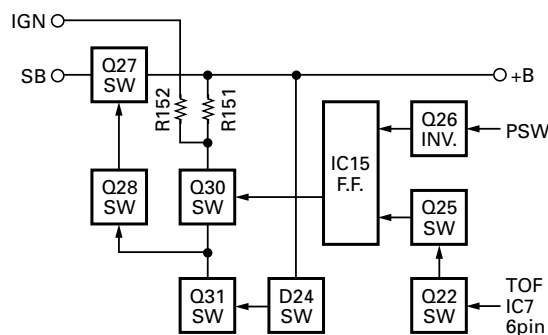 IGN
SB
Q27
SW
+B
R152
R151
Q26
INV.
PSW
IC15
F.F.
Q28
SW
Q30
SW
Q25
SW
Q31
SW
D24
SW
Q22
SW
TOF
IC7
6pin